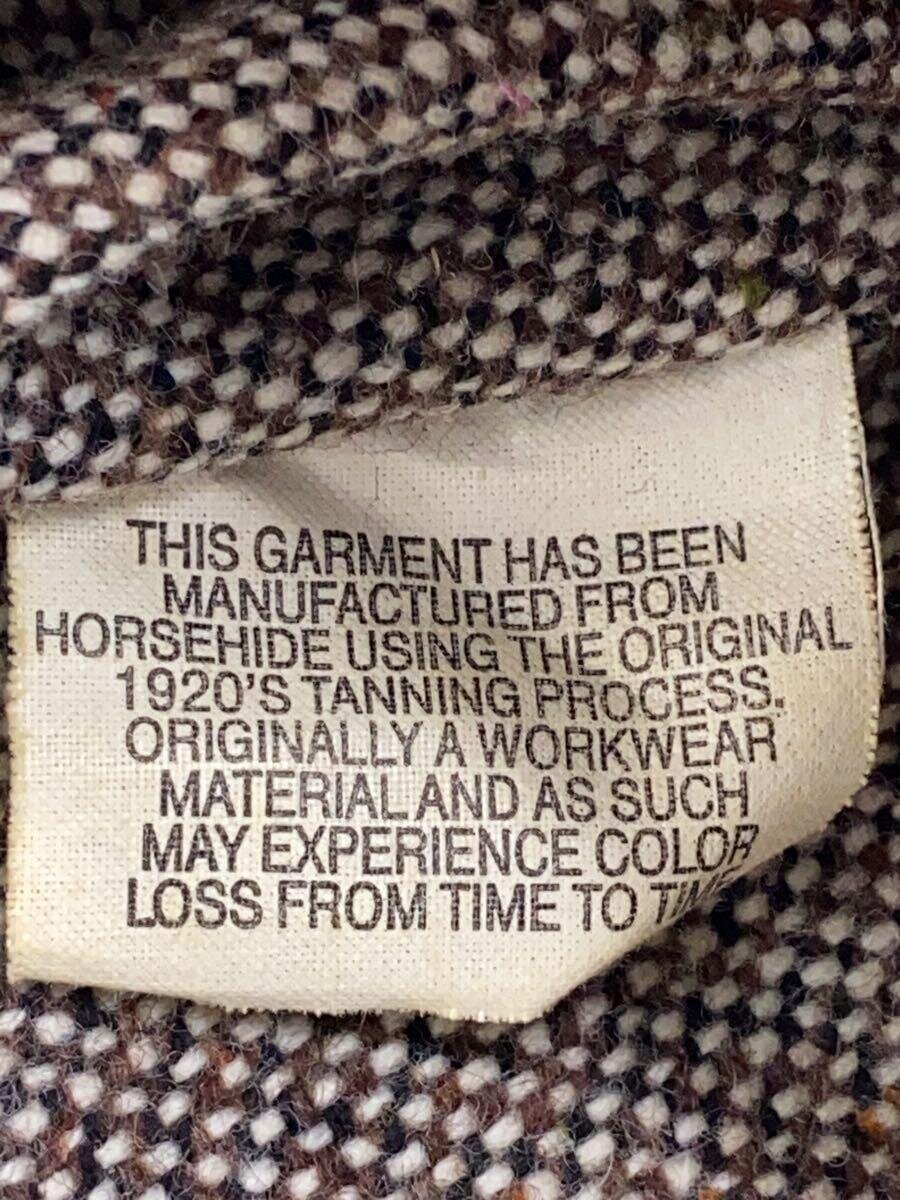 THIS GARMENT HAS BEEN
MANUFACTURED FROM
HORSEHIDE USING THE ORIGINAL
1920'S TANNING PROCESS.
ORIGINALLY A WORKWEAR
MATERIAL AND AS SUCH
MAY EXPERIENCE COLOR
LOSS FROM TIME TO TIME